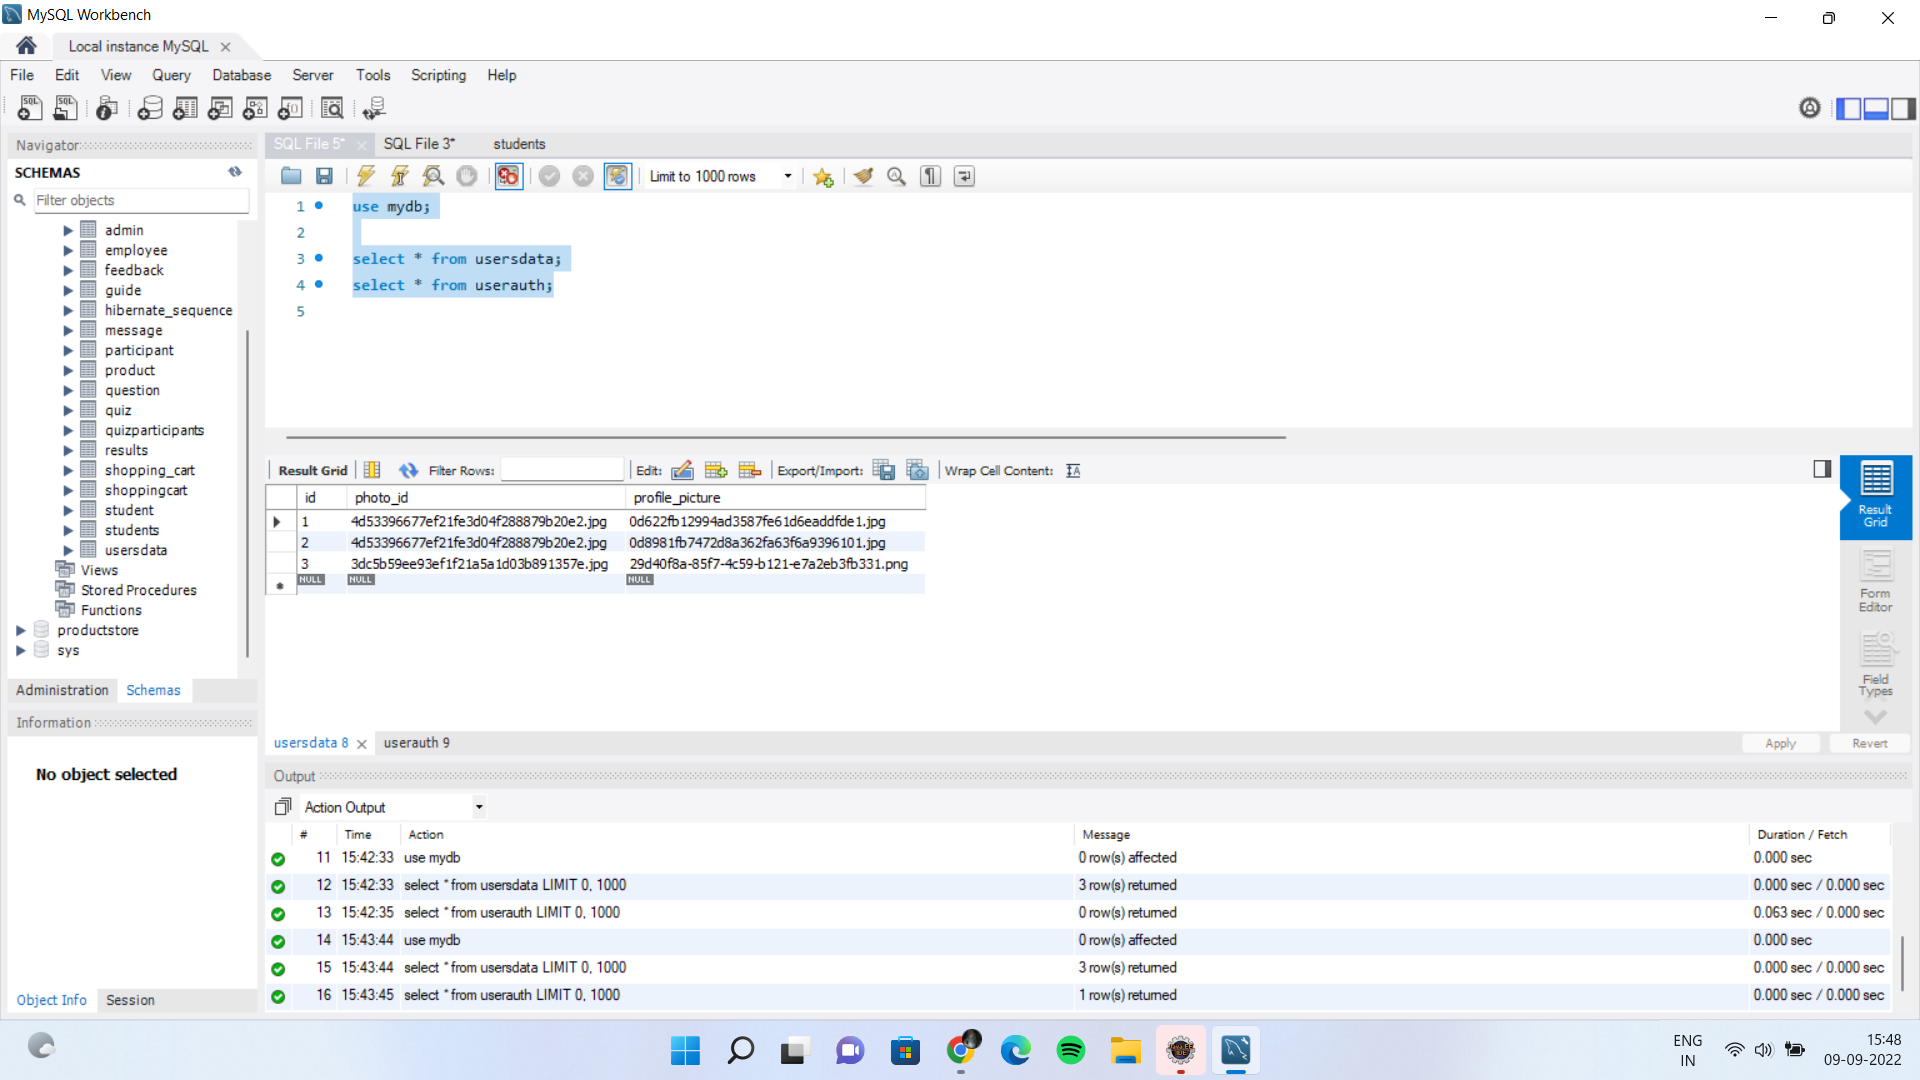 MySQL Workbench
Local instance MySQL
File Edit View Query Database Server Tools Scripting Help
Navigator
SCHEMAS
Filter objects
admin
employee
feedback
guide
hibernate_sequence
message
participant
product
question
quiz
quizparticipants
results
shopping_cart
shoppingcart
student
students
usersdata
Views
Stored Procedures
Functions
productstore
sys
Administration Schemas
Information
No object selected
Object Info Session
SQL File 5* SQL File 3* students
Limit to 1000 rows
1 use mydb;
2
3 select * from usersdata;
4 select * from userauth;
5
Result Grid Filter Rows: Edit: Export/Import: Wrap Cell Content:
id photo_id profile_picture
1 4d53396677ef21fe3d04f288879b20e2.jpg 0d622fb12994ad3587fe61d6eaddfde1.jpg
2 4d53396677ef21fe3d04f288879b20e2.jpg 0d8981fb7472d8a362fa63f6a9396101.jpg
3 3dc5b59ee93ef1f21a5a1d03b891357e.jpg 29d40f8a-85f7-4c59-b121-e7a2eb3fb331.png
NULL NULL NULL
Result
Grid
Form
Editor
Field
Types
usersdata 8 userauth 9
Apply Revert
Output
Action Output
# Time Action Message Duration / Fetch
11 15:42:33 use mydb 0 row(s) affected 0.000 sec
12 15:42:33 select * from usersdata LIMIT 0, 1000 3 row(s) returned 0.000 sec / 0.000 sec
13 15:42:35 select * from userauth LIMIT 0, 1000 0 row(s) returned 0.063 sec / 0.000 sec
14 15:43:44 use mydb 0 row(s) affected 0.000 sec
15 15:43:44 select * from usersdata LIMIT 0, 1000 3 row(s) returned 0.000 sec / 0.000 sec
16 15:43:45 select * from userauth LIMIT 0, 1000 1 row(s) returned 0.000 sec / 0.000 sec
ENG
IN
15:48
09-09-2022